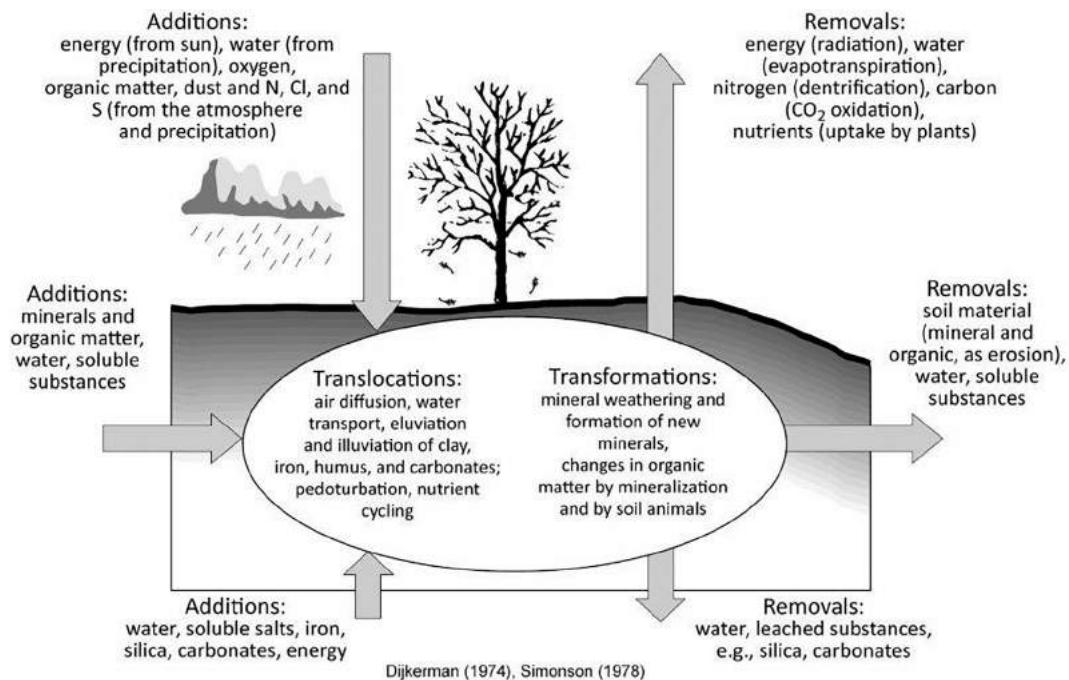 Additions:
energy (from sun), water (from
precipitation), oxygen,
organic matter, dust and N, Cl, and
S (from the atmosphere
and precipitation)
Removals:
energy (radiation), water
(evapotranspiration),
nitrogen (dentrification), carbon
(CO2 oxidation),
nutrients (uptake by plants)
Additions:
minerals and
organic matter,
water, soluble
substances
Translocations:
air diffusion, water
transport, eluviation
and illuviation of clay,
iron, humus, and carbonates;
pedoturbation, nutrient
cycling
Transformations:
mineral weathering and
formation of new
minerals,
changes in organic
matter by mineralization
and by soil animals
Removals:
soil material
(mineral and
organic, as erosion),
water, soluble
substances
Additions:
water, soluble salts, iron,
silica, carbonates, energy
Removals:
water, leached substances,
e.g., silica, carbonates
Dijkerman (1974), Simonson (1978)